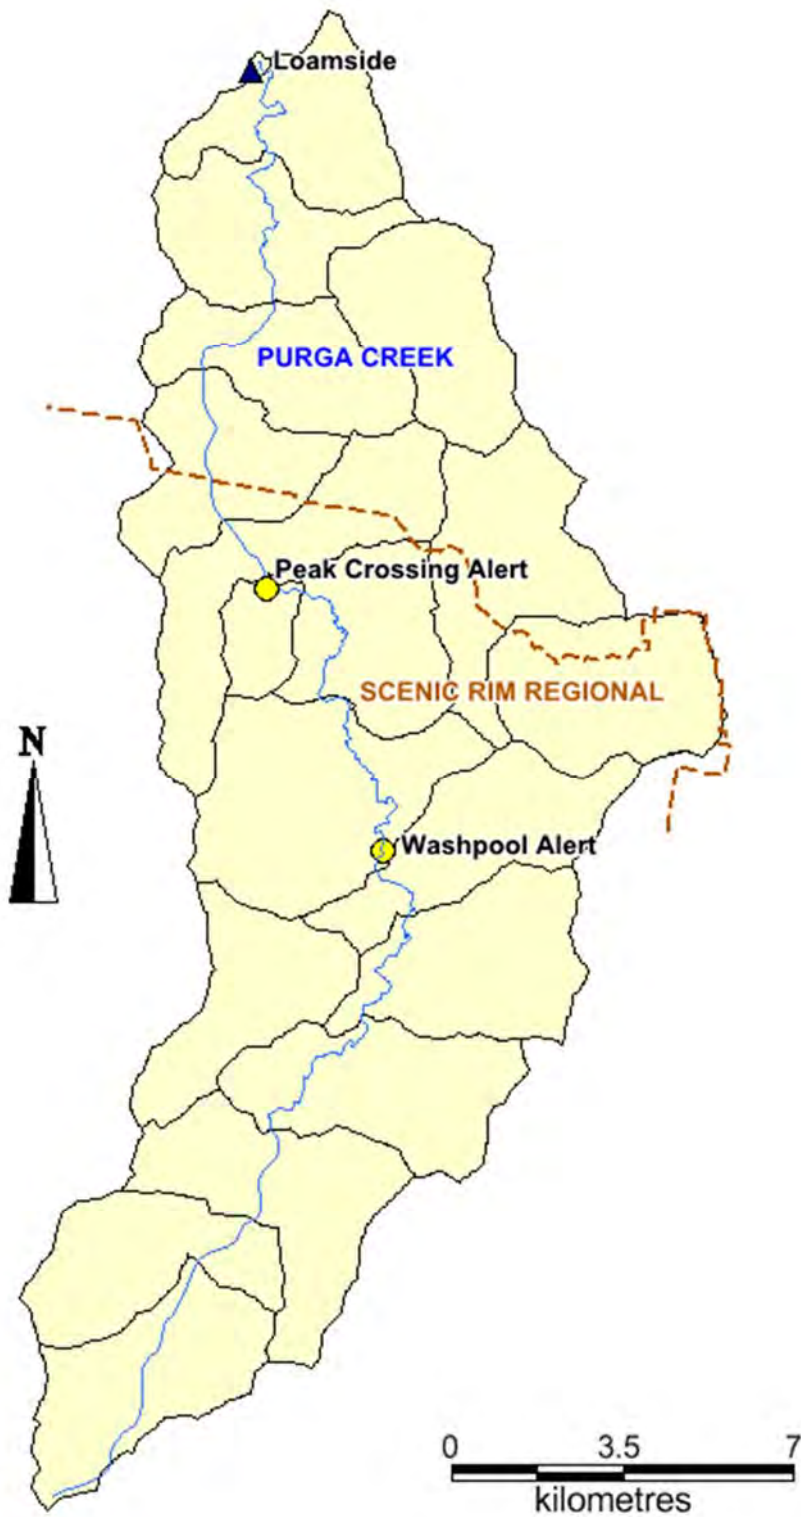 Loamside
PURGA CREEK
Peak Crossing Alert
SCENIC RIM REGIONAL
N
Washpool Alert
0 3.5 7
kilometres